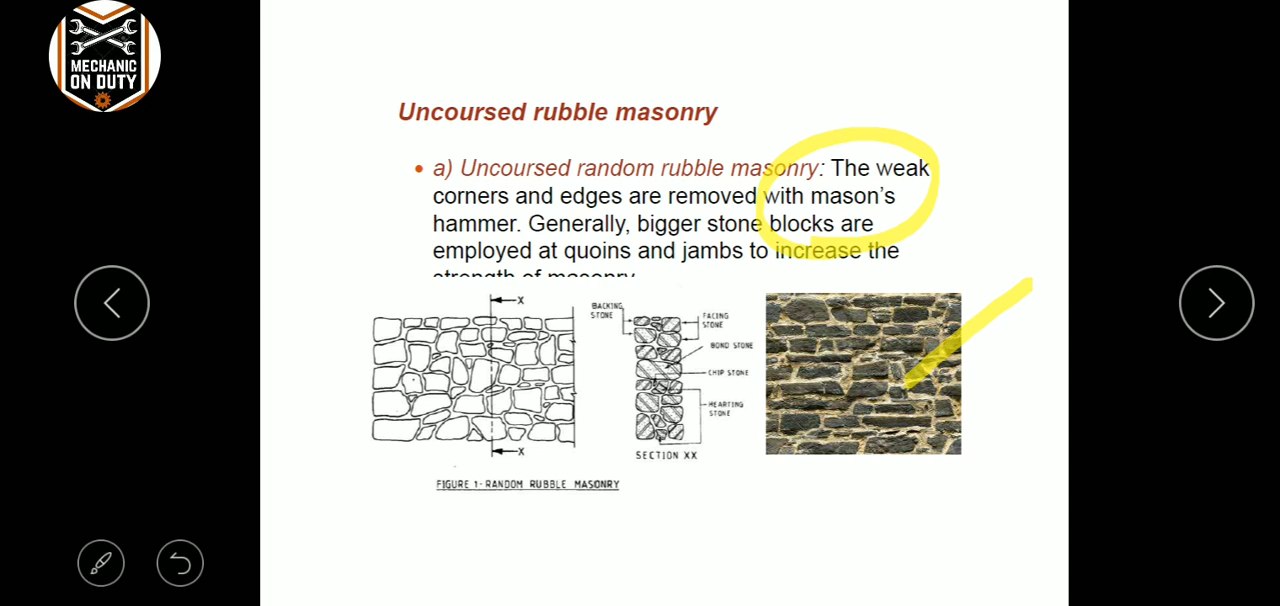 MECHANIC
ON DUTY
Uncoursed rubble masonry
• a) Uncoursed random rubble masonry: The weak
corners and edges are removed with mason's
hammer. Generally, bigger stone blocks are
employed at quoins and jambs to increase the
strength of masonry
X
BACKING
STONE
FACING
STONE
BOND STONE
CHIP STONE
HEARTING
STONE
X
SECTION XX
FIGURE 1-RANDOM RUBBLE MASONRY